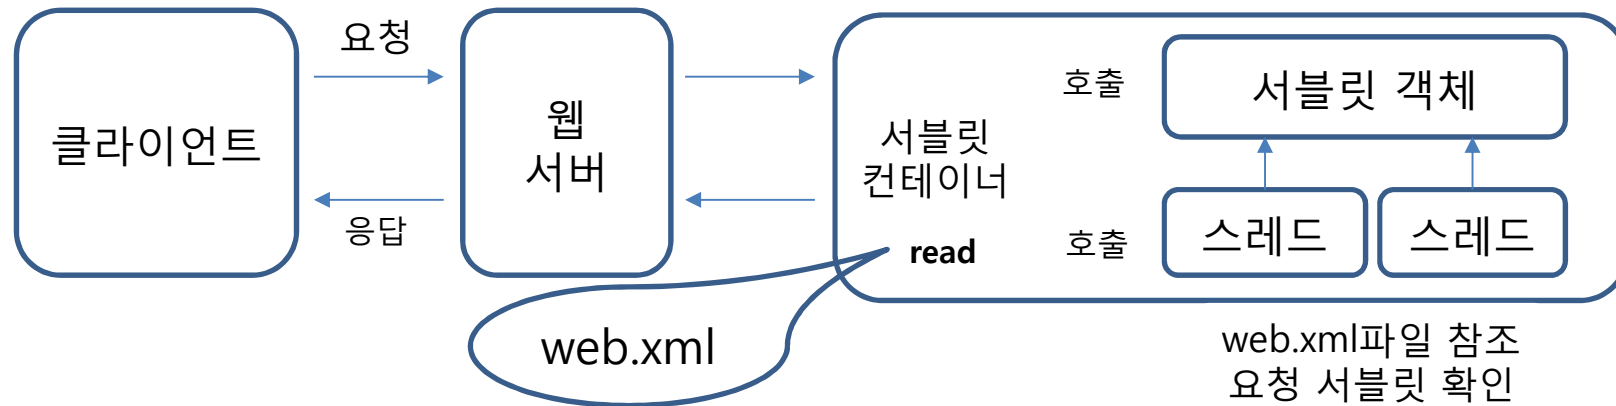 요청
클라이언트
응답
웹
서버
서블릿
컨테이너
read
호출
서블릿 객체
호출
스레드
스레드
web.xml
web.xml파일 참조
요청 서블릿 확인